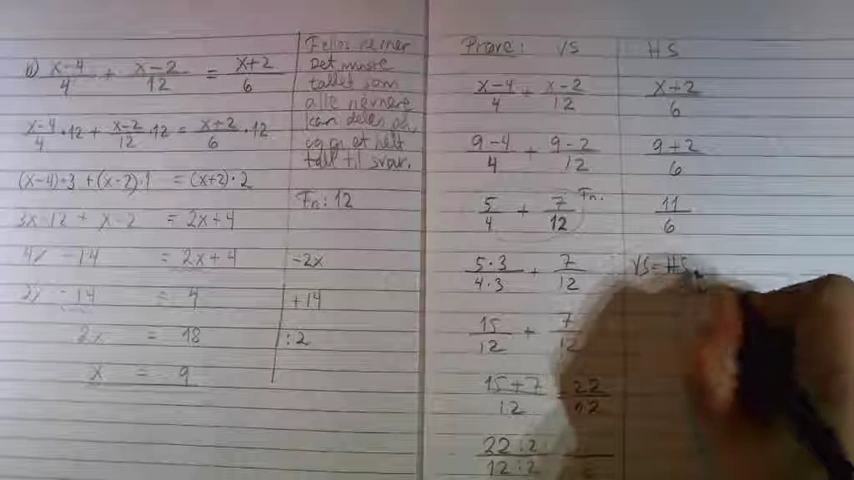 a) x-4/4 + x-2/12 = x+2/6
x-4/4 · 12 + x-2/12 · 12 = x+2/6 · 12
(x-4)·3 + (x-2)·1 = (x+2)·2
3x-12 + x-2 = 2x+4
4x -14 = 2x+4
2x -14 = 4
2x = 18
x = 9
Felles nevner
Det minste
tallet som
alle nevnere
kan deles på,
og gi et helt
tall til svar.
Fn: 12
-2x
+14
:2
Prøve: VS HS
x-4/4 + x-2/12 x+2/6
9-4/4 + 9-2/12 9+2/6
5/4 + 7/12 Fn. 11/6
5·3/4·3 + 7/12 VS = HS
15/12 + 7/12
15+7/12 = 22/12
22:2/12:2